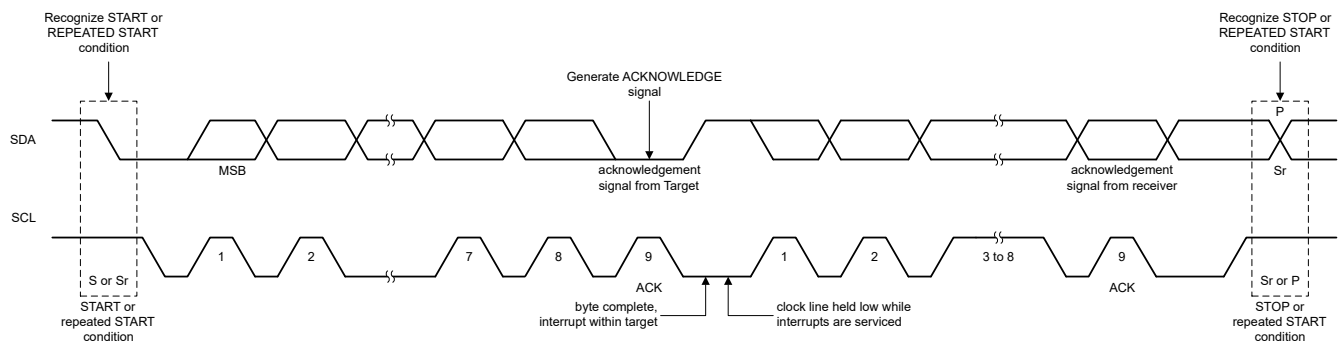 Recognize START or
REPEATED START
condition
Recognize STOP or
REPEATED START
condition
Generate ACKNOWLEDGE
signal
P
SDA
MSB
acknowledgement
signal from Target
acknowledgement
signal from receiver
Sr
SCL
1
2
7
8
9
1
2
3 to 8
9
S or Sr
ACK
ACK
Sr or P
START or
repeated START
condition
byte complete,
interrupt within target
clock line held low while
interrupts are serviced
STOP or
repeated START
condition